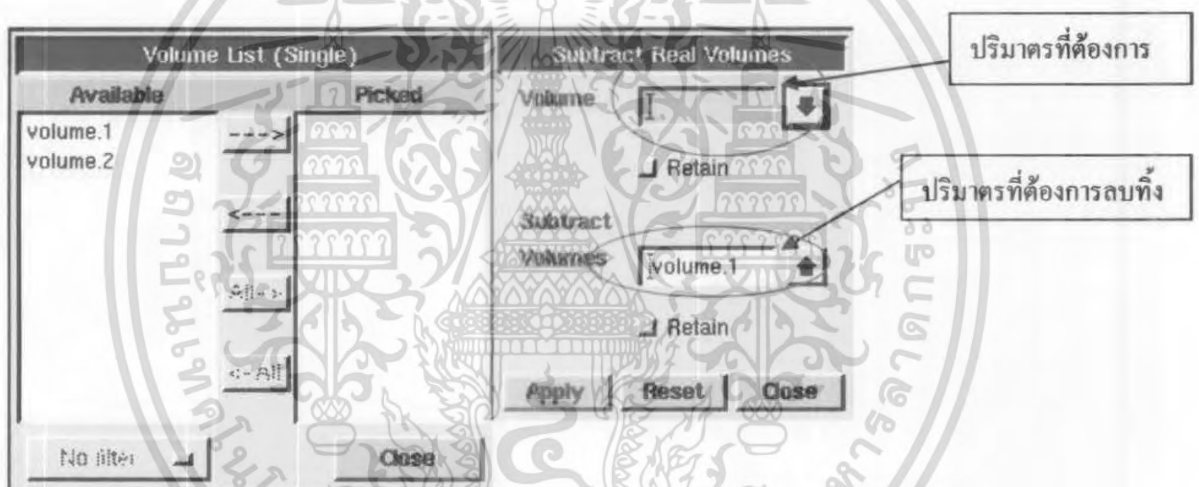 Volume List (Single)
Available
Picked
volume.1
volume.2
--->
<---
All->
<-All
No filter
Close
Subtract Real Volumes
Volume
Retain
Subtract
Volumes
volume.1
Retain
Apply
Reset
Close
ปริมาตรที่ต้องการ
ปริมาตรที่ต้องการลบทิ้ง